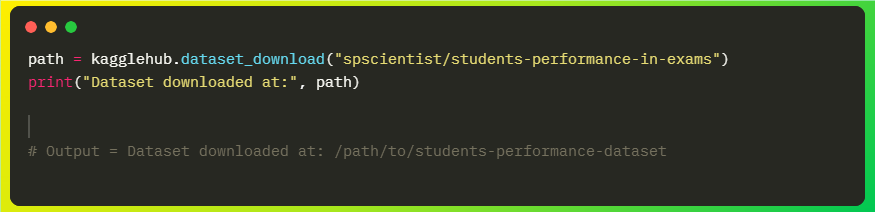 path = kagglehub.dataset_download("spscientist/students-performance-in-exams")
print("Dataset downloaded at:", path)
# Output = Dataset downloaded at: /path/to/students-performance-dataset